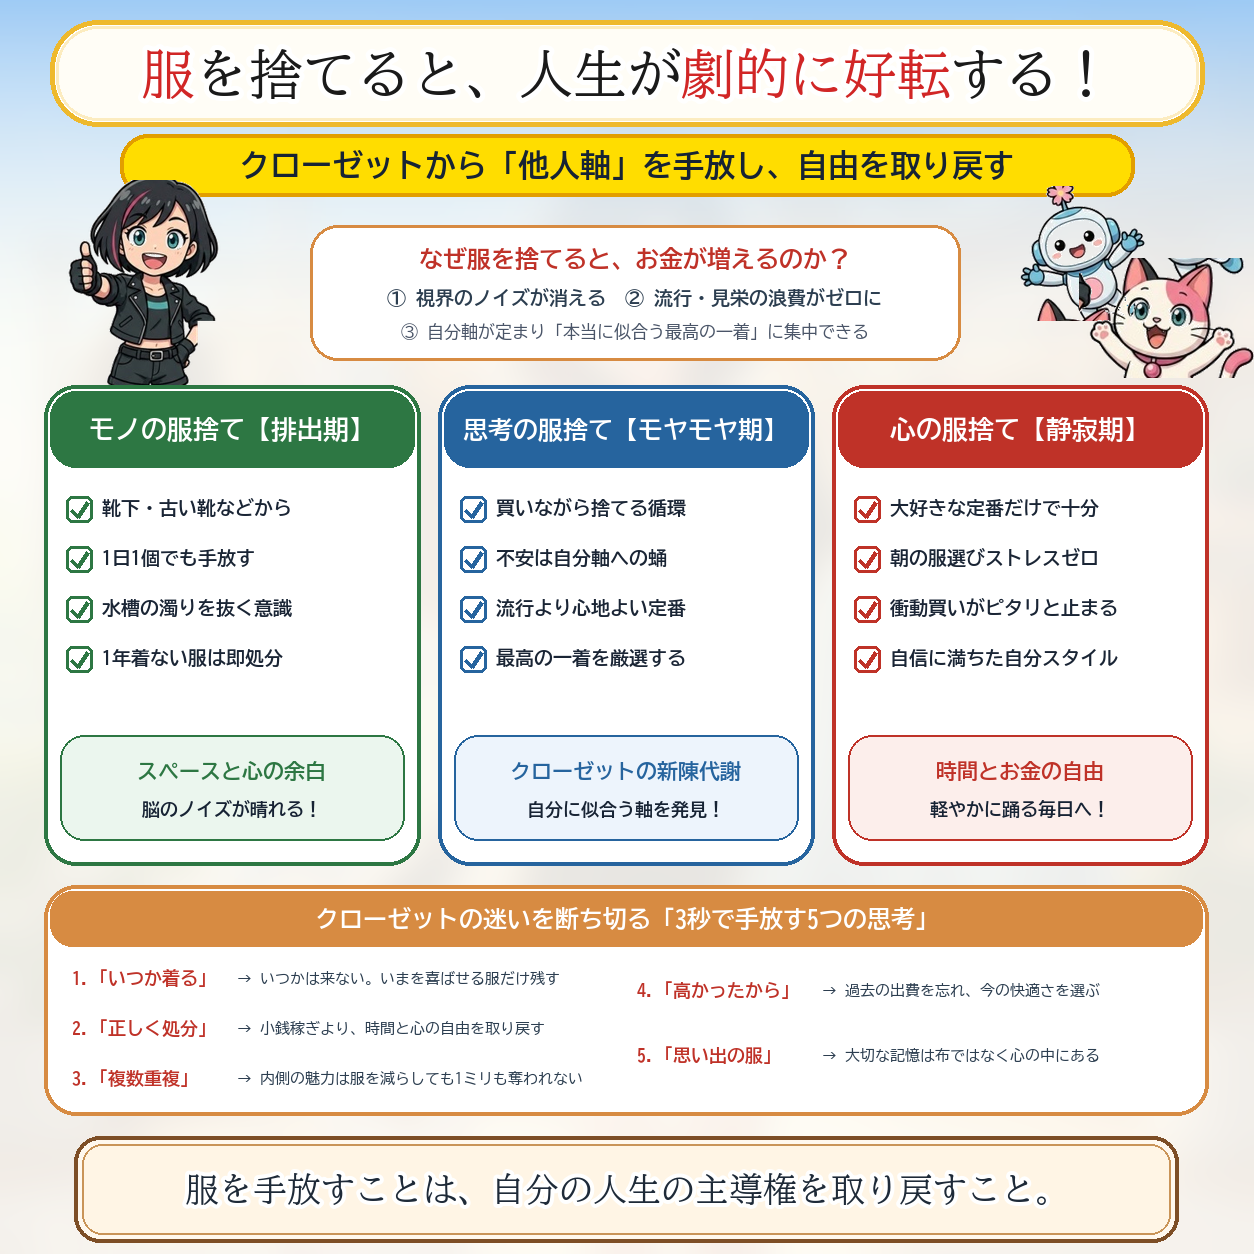 服を捨てると、人生が劇的に好転する！
クローゼットから「他人軸」を手放し、自由を取り戻す
なぜ服を捨てると、お金が増えるのか？
① 視界のノイズが消える ② 流行・見栄の浪費がゼロに
③ 自分軸が定まり「本当に似合う最高の一着」に集中できる
モノの服捨て【排出期】
靴下・古い靴などから
1日1個でも手放す
水槽の濁りを抜く意識
1年着ない服は即処分
スペースと心の余白
脳のノイズが晴れる！
思考の服捨て【モヤモヤ期】
買いながら捨てる循環
不安は自分軸への蛹
流行より心地よい定番
最高の一着を厳選する
クローゼットの新陳代謝
自分に似合う軸を発見！
心の服捨て【静寂期】
大好きな定番だけで十分
朝の服選びストレスゼロ
衝動買いがピタリと止まる
自信に満ちた自分スタイル
時間とお金の自由
軽やかに踊る毎日へ！
クローゼットの迷いを断ち切る「3秒で手放す5つの思考」
1.「いつか着る」 → いつかは来ない。いまを喜ばせる服だけ残す
2.「正しく処分」 → 小銭稼ぎより、時間と心の自由を取り戻す
3.「複数重複」 → 内側の魅力は服を減らしても1ミリも奪われない
4.「高かったから」 → 過去の出費を忘れ、今の快適さを選ぶ
5.「思い出の服」 → 大切な記憶は布ではなく心の中にある
服を手放すことは、自分の人生の主導権を取り戻すこと。